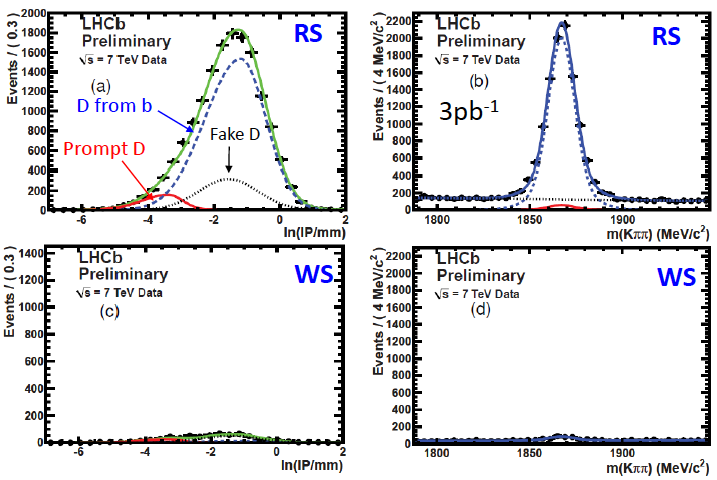 2000
1800
1600
1400
1200
1000
800
600
400
200
0
Events / ( 0.3 )
LHCb
Preliminary
√s = 7 TeV Data
(a)
RS
D from b
Prompt D
Fake D
-6 -4 -2 0 2
ln(IP/mm)
2200
2000
1800
1600
1400
1200
1000
800
600
400
200
0
Events / ( 4 MeV/c²)
LHCb
Preliminary
√s = 7 TeV Data
(b)
RS
3pb⁻¹
1800 1850 1900
m(Kππ) (MeV/c²)
1400
1200
1000
800
600
400
200
0
Events / ( 0.3 )
LHCb
Preliminary
√s = 7 TeV Data
(c)
WS
-6 -4 -2 0 2
ln(IP/mm)
2200
2000
1800
1600
1400
1200
1000
800
600
400
200
0
Events / ( 4 MeV/c²)
LHCb
Preliminary
√s = 7 TeV Data
(d)
WS
1800 1850 1900
m(Kππ) (MeV/c²)